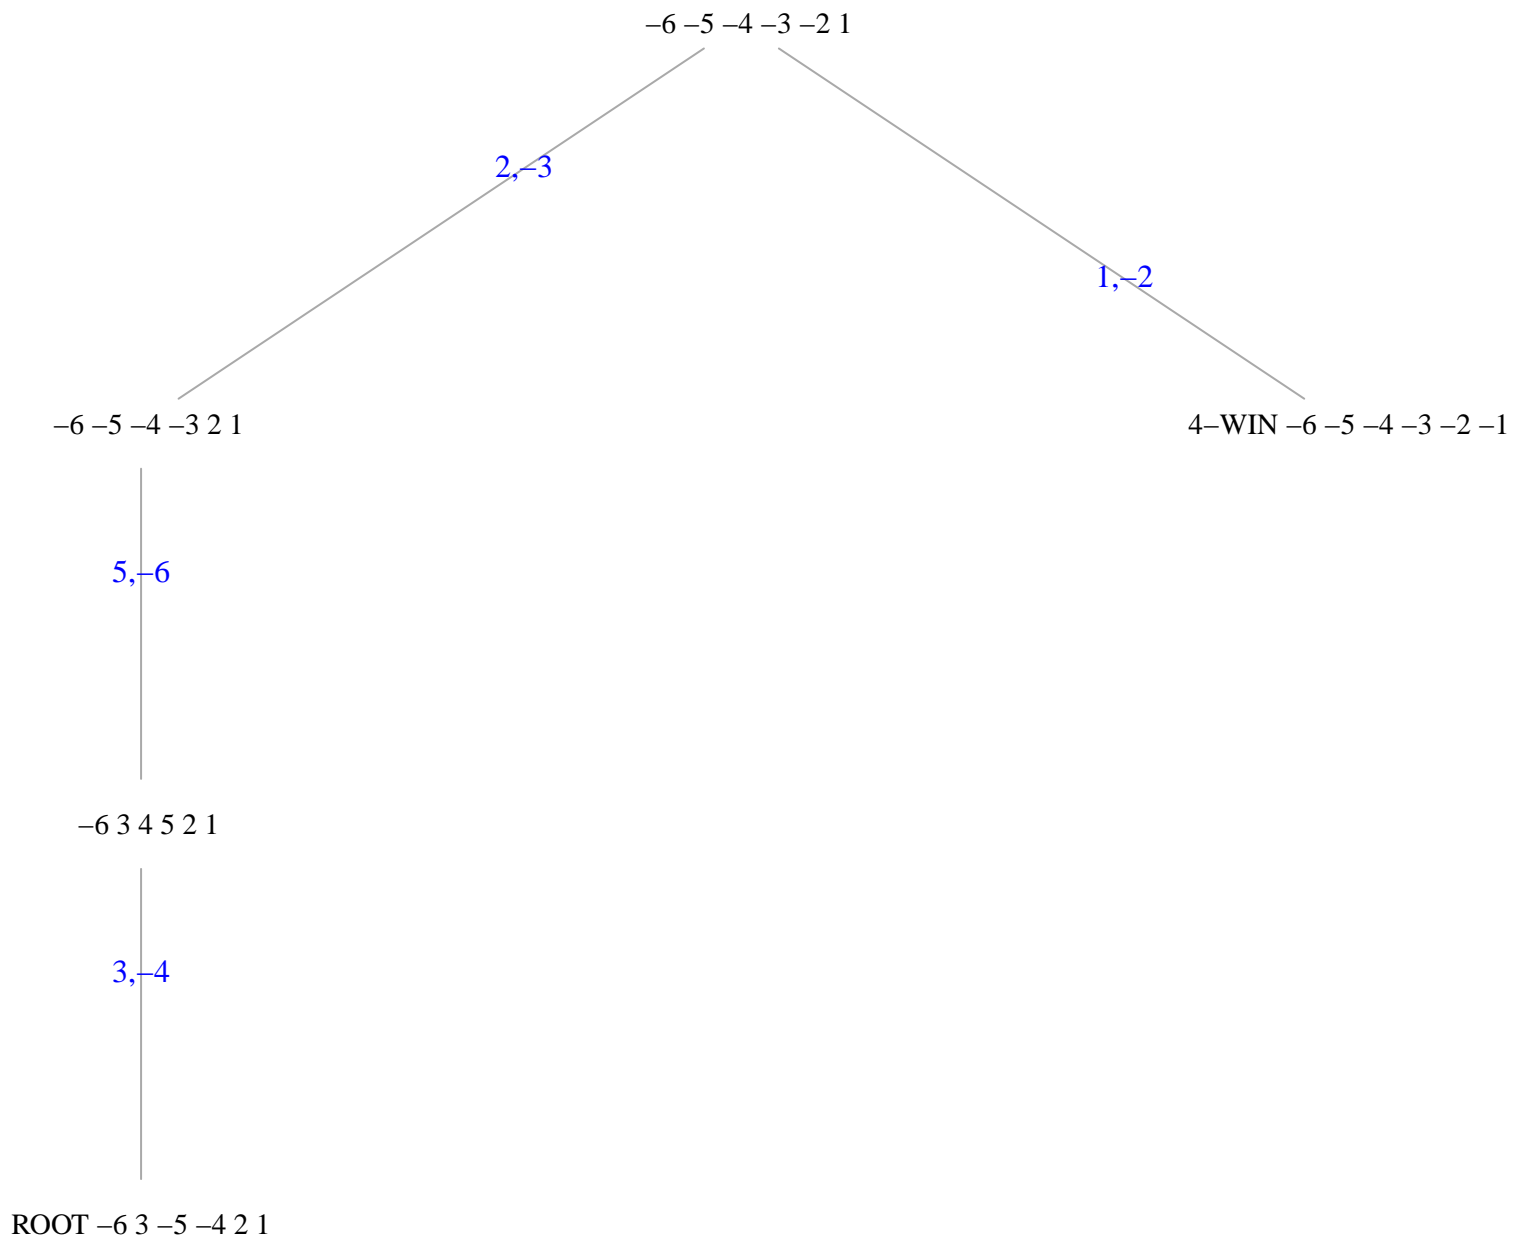 –6 –5 –4 –3 –2 1
2,–3
1,–2
–6 –5 –4 –3 2 1
4–WIN –6 –5 –4 –3 –2 –1
5,–6
–6 3 4 5 2 1
3,–4
ROOT –6 3 –5 –4 2 1